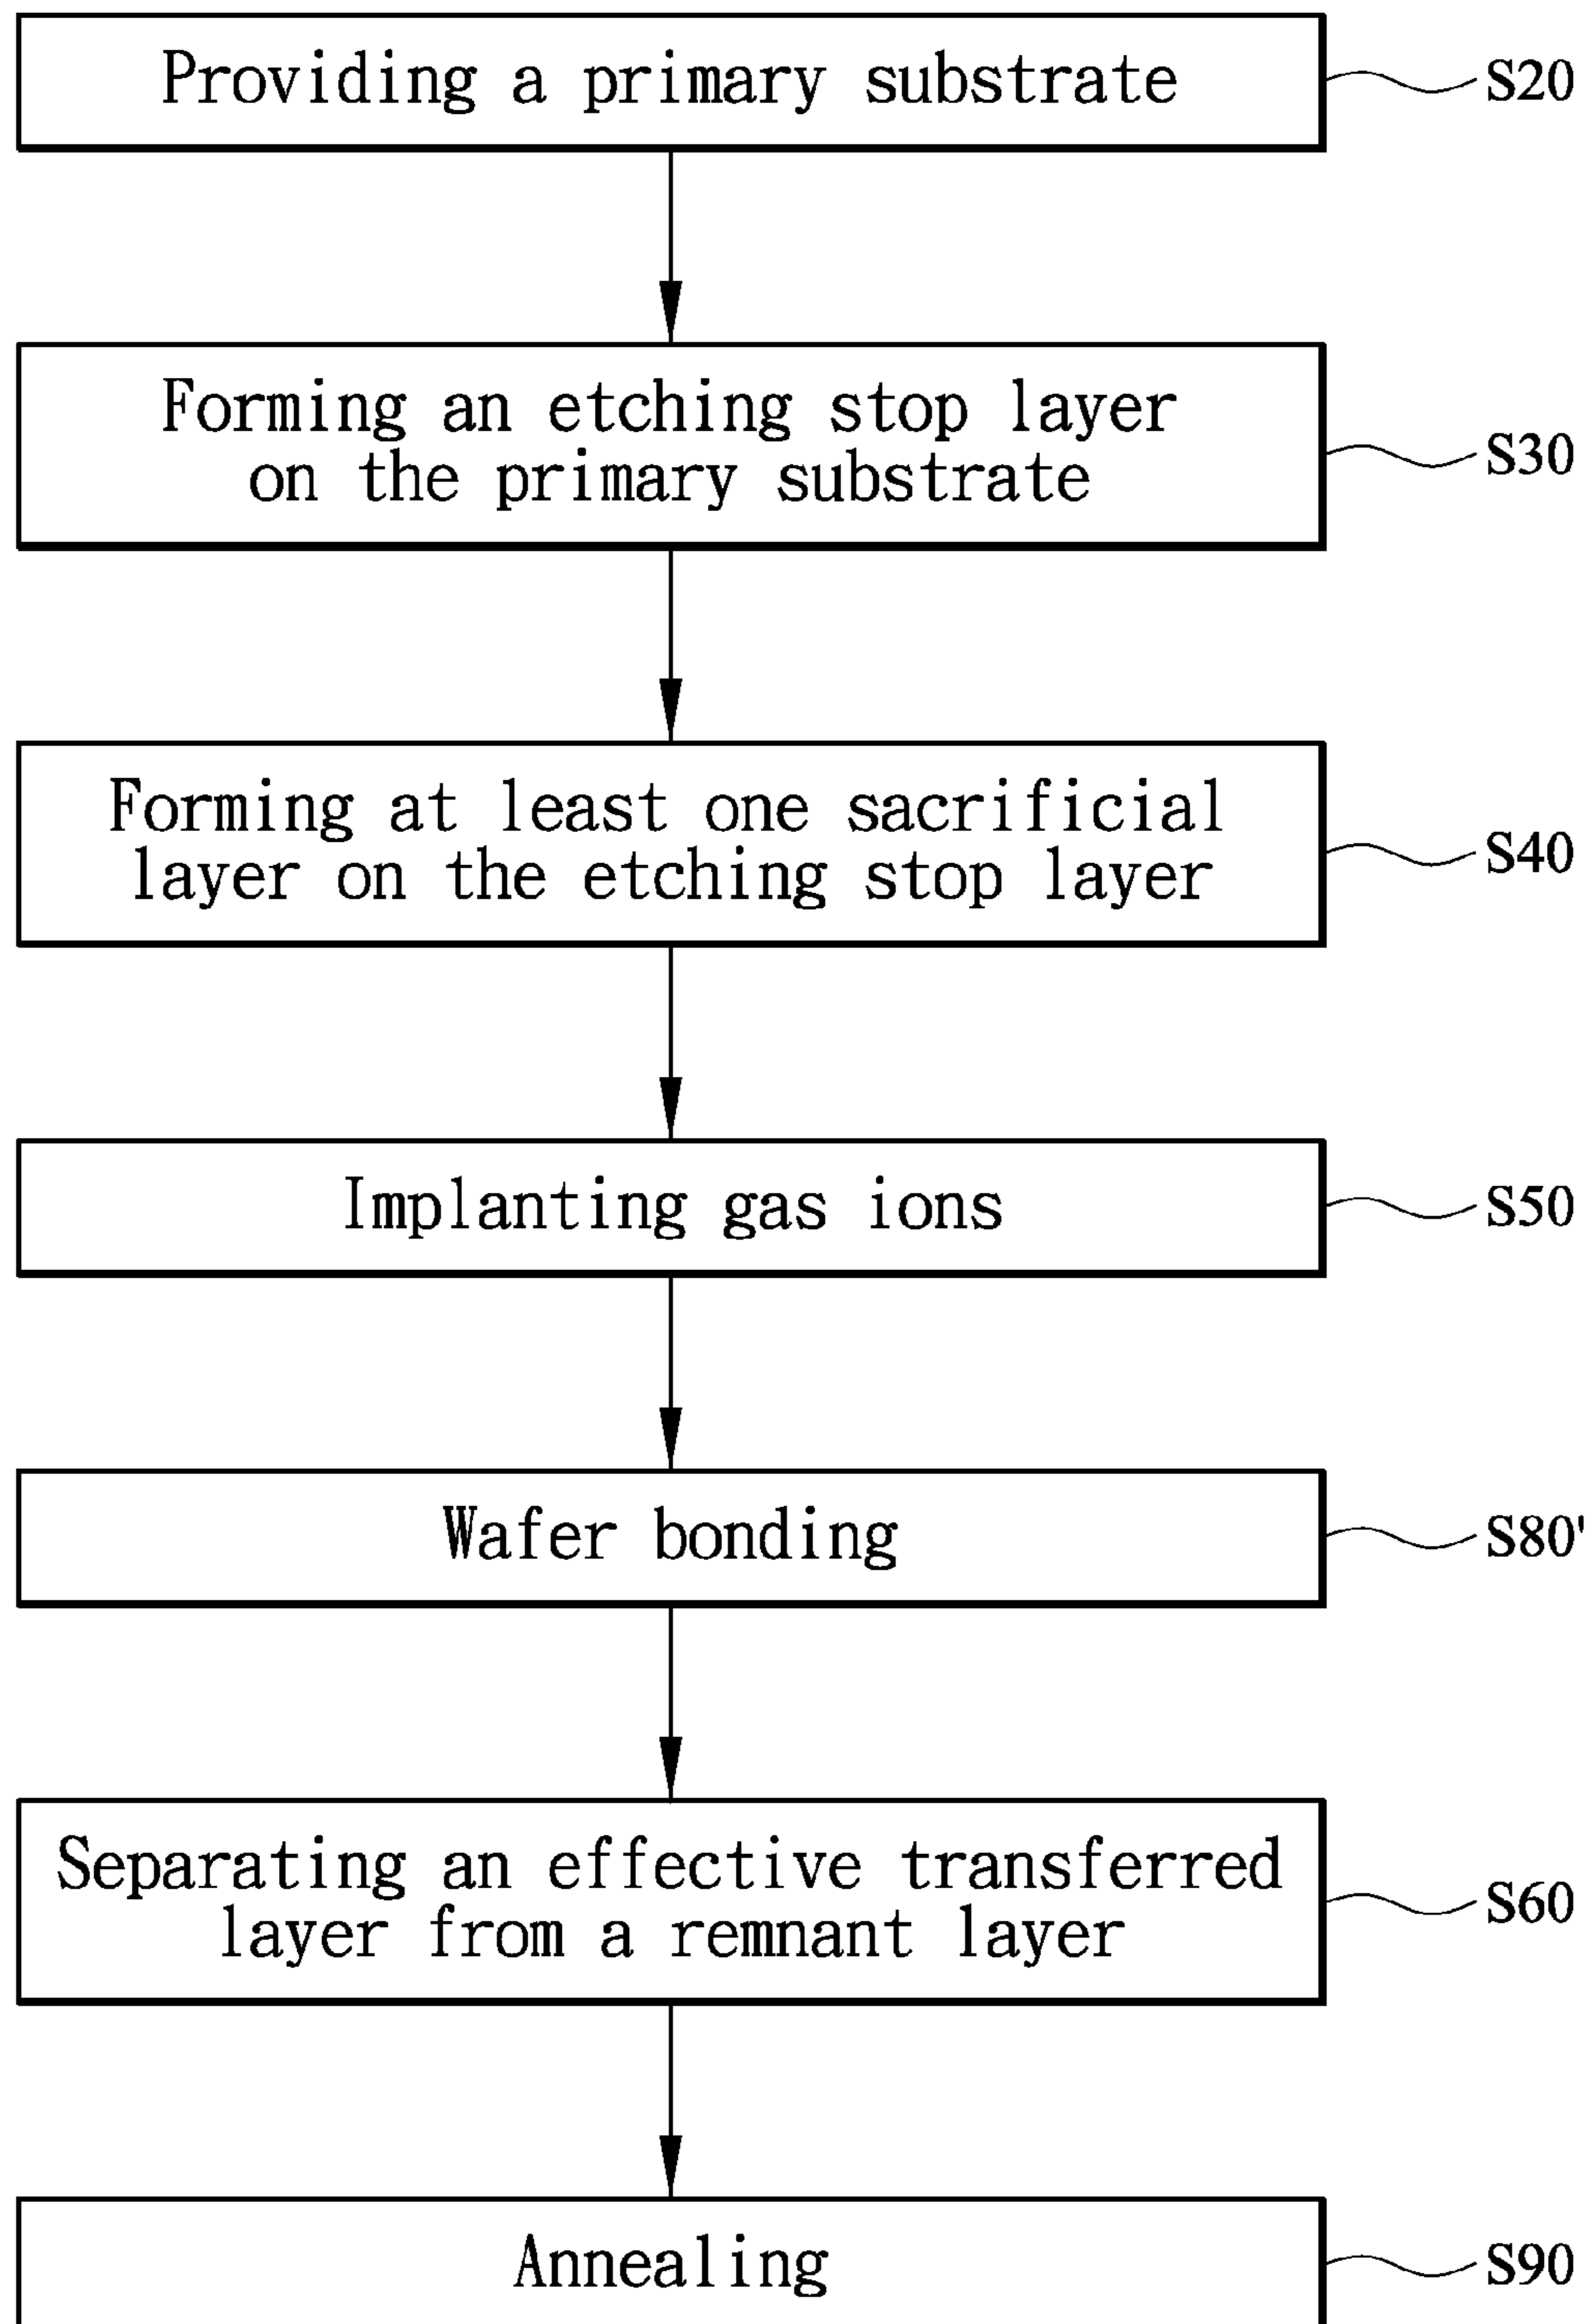 Providing a primary substrate
S20
Forming an etching stop layer
on the primary substrate
S30
Forming at least one sacrificial
layer on the etching stop layer
S40
Implanting gas ions
S50
Wafer bonding
S80'
Separating an effective transferred
layer from a remnant layer
S60
Annealing
S90